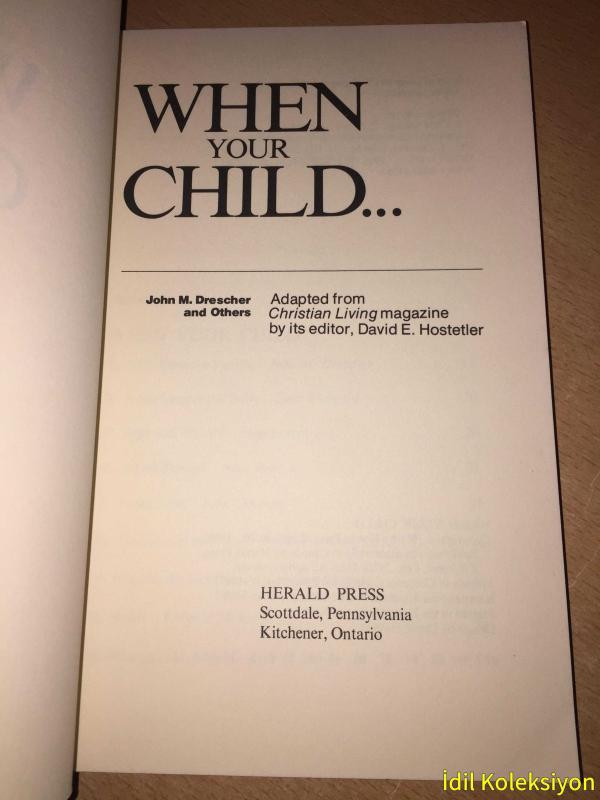 WHEN
YOUR
CHILD...
John M. Drescher
and Others
Adapted from
Christian Living magazine
by its editor, David E. Hostetler
HERALD PRESS
Scottdale, Pennsylvania
Kitchener, Ontario
İdil Koleksiyon